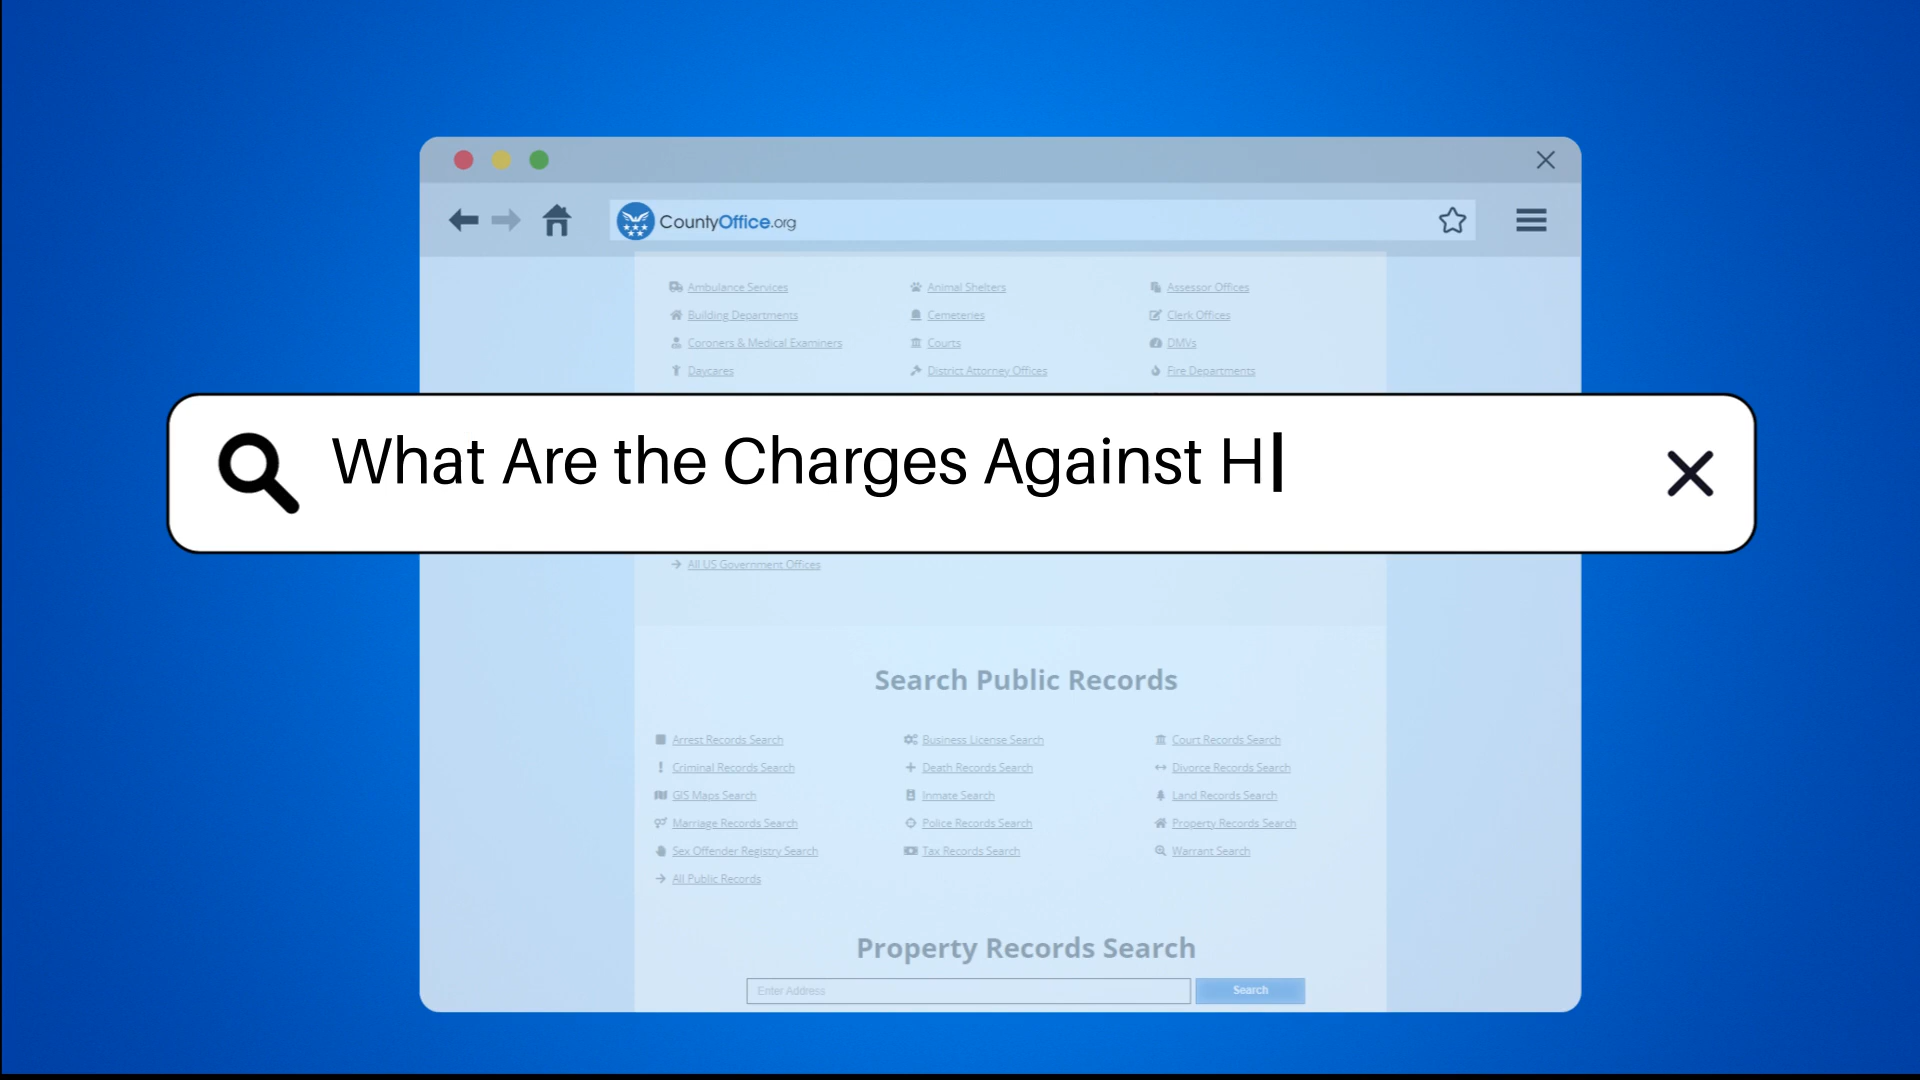 CountyOffice.org
Ambulance Services Animal Shelters Assessor Offices
Building Departments Cemeteries Clerk Offices
Coroners & Medical Examiners Courts DMVs
Daycares District Attorney Offices Fire Departments
What Are the Charges Against H
All US Government Offices
Search Public Records
Arrest Records Search Business License Search Court Records Search
Criminal Records Search Death Records Search Divorce Records Search
GIS Maps Search Inmate Search Land Records Search
Marriage Records Search Police Records Search Property Records Search
Sex Offender Registry Search Tax Records Search Warrant Search
All Public Records
Property Records Search
Enter Address Search